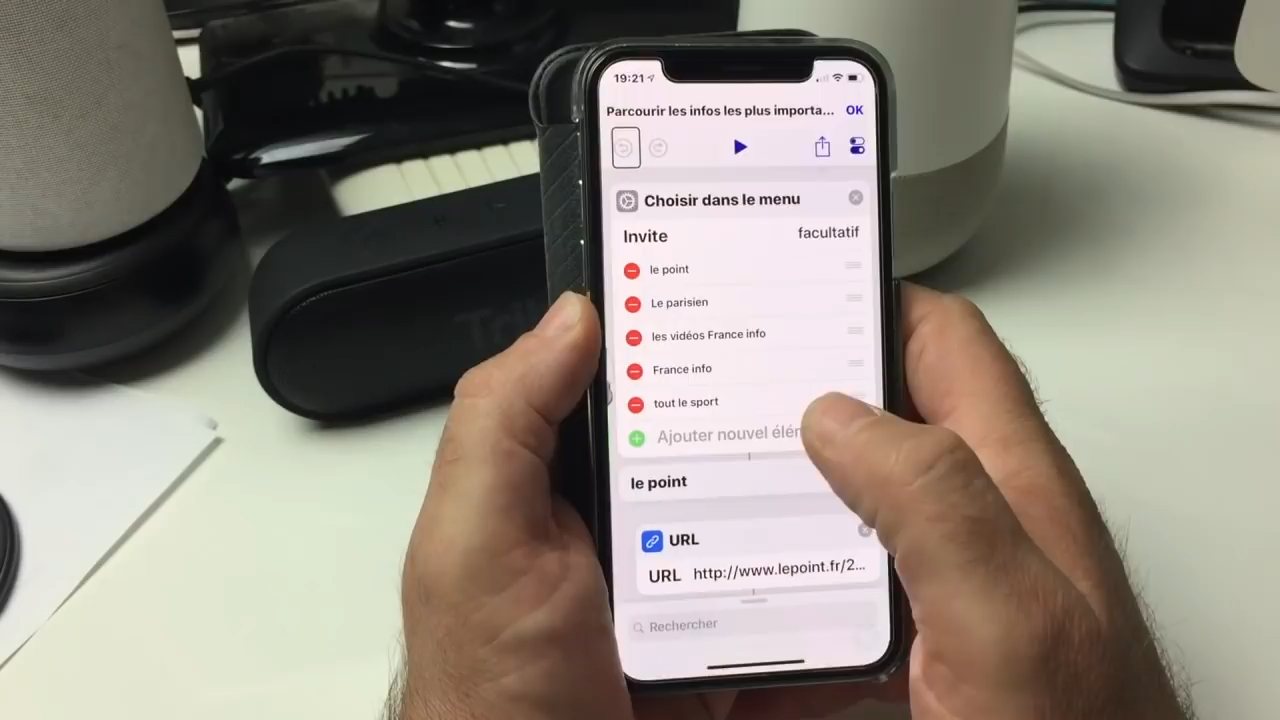 19:21
Parcourir les infos les plus importa... OK
Choisir dans le menu
Invite facultatif
le point
Le parisien
les vidéos France info
France info
tout le sport
Ajouter nouvel élém
le point
URL
URL http://www.lepoint.fr/2...
Rechercher